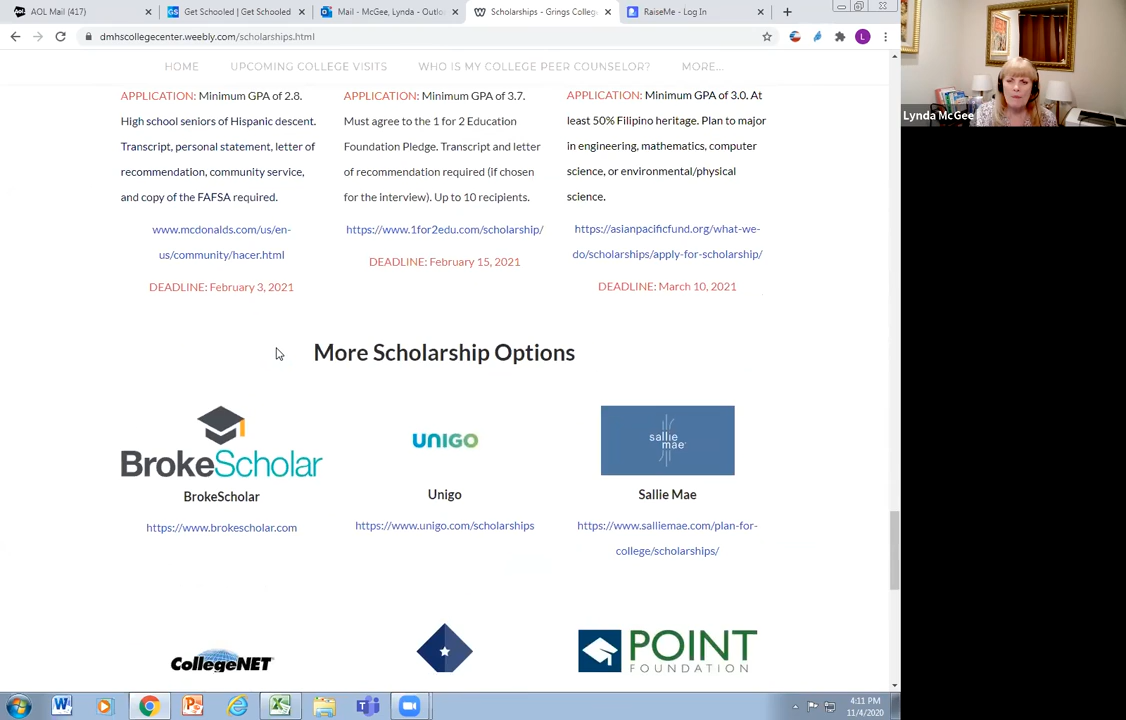 AOL Mail (417)
Get Schooled | Get Schooled
Mail - McGee, Lynda - Outlo
Scholarships - Grings Colleg
RaiseMe - Log In
dmhscollegecenter.weebly.com/scholarships.html
L
HOME
UPCOMING COLLEGE VISITS
WHO IS MY COLLEGE PEER COUNSELOR?
MORE...
APPLICATION: Minimum GPA of 2.8.
High school seniors of Hispanic descent.
Transcript, personal statement, letter of
recommendation, community service,
and copy of the FAFSA required.
www.mcdonalds.com/us/en-
us/community/hacer.html
DEADLINE: February 3, 2021
APPLICATION: Minimum GPA of 3.7.
Must agree to the 1 for 2 Education
Foundation Pledge. Transcript and letter
of recommendation required (if chosen
for the interview). Up to 10 recipients.
https://www.1for2edu.com/scholarship/
DEADLINE: February 15, 2021
APPLICATION: Minimum GPA of 3.0. At
least 50% Filipino heritage. Plan to major
in engineering, mathematics, computer
science, or environmental/physical
science.
https://asianpacificfund.org/what-we-
do/scholarships/apply-for-scholarship/
DEADLINE: March 10, 2021
More Scholarship Options
BrokeScholar
BrokeScholar
https://www.brokescholar.com
UNIGO
Unigo
https://www.unigo.com/scholarships
sallie
mae
Sallie Mae
https://www.salliemae.com/plan-for-
college/scholarships/
CollegeNET
POINT
FOUNDATION
4:11 PM
11/4/2020
Lynda McGee